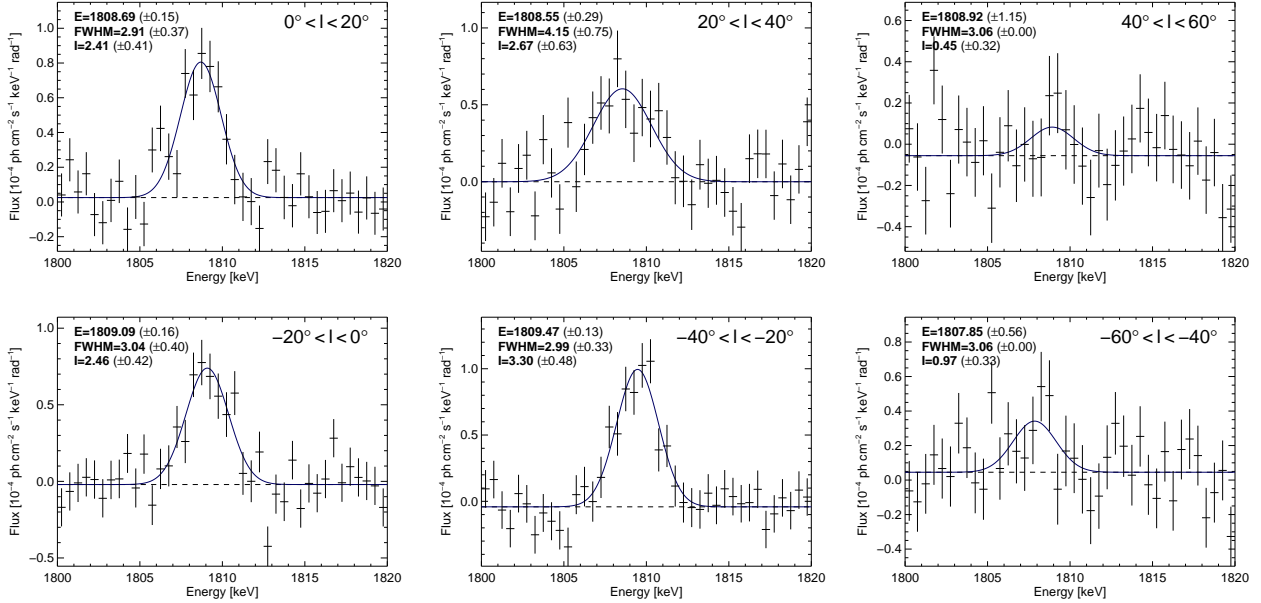 E=1808.69 (±0.15)
FWHM=2.91 (±0.37)
I=2.41 (±0.41)
0°<l<20°
Flux [10⁻⁴ ph cm⁻² s⁻¹ keV⁻¹ rad⁻¹]
1.0
0.8
0.6
0.4
0.2
0.0
−0.2
1800 1805 1810 1815 1820
Energy [keV]
E=1808.55 (±0.29)
FWHM=4.15 (±0.75)
I=2.67 (±0.63)
20°<l<40°
Flux [10⁻⁴ ph cm⁻² s⁻¹ keV⁻¹ rad⁻¹]
1.0
0.5
0.0
1800 1805 1810 1815 1820
Energy [keV]
E=1808.92 (±1.15)
FWHM=3.06 (±0.00)
I=0.45 (±0.32)
40°<l<60°
Flux [10⁻⁴ ph cm⁻² s⁻¹ keV⁻¹ rad⁻¹]
0.6
0.4
0.2
0.0
−0.2
−0.4
1800 1805 1810 1815 1820
Energy [keV]
E=1809.09 (±0.16)
FWHM=3.04 (±0.40)
I=2.46 (±0.42)
−20°<l<0°
Flux [10⁻⁴ ph cm⁻² s⁻¹ keV⁻¹ rad⁻¹]
1.0
0.5
0.0
−0.5
1800 1805 1810 1815 1820
Energy [keV]
E=1809.47 (±0.13)
FWHM=2.99 (±0.33)
I=3.30 (±0.48)
−40°<l<−20°
Flux [10⁻⁴ ph cm⁻² s⁻¹ keV⁻¹ rad⁻¹]
1.0
0.5
0.0
1800 1805 1810 1815 1820
Energy [keV]
E=1807.85 (±0.56)
FWHM=3.06 (±0.00)
I=0.97 (±0.33)
−60°<l<−40°
Flux [10⁻⁴ ph cm⁻² s⁻¹ keV⁻¹ rad⁻¹]
0.8
0.6
0.4
0.2
0.0
−0.2
−0.4
1800 1805 1810 1815 1820
Energy [keV]